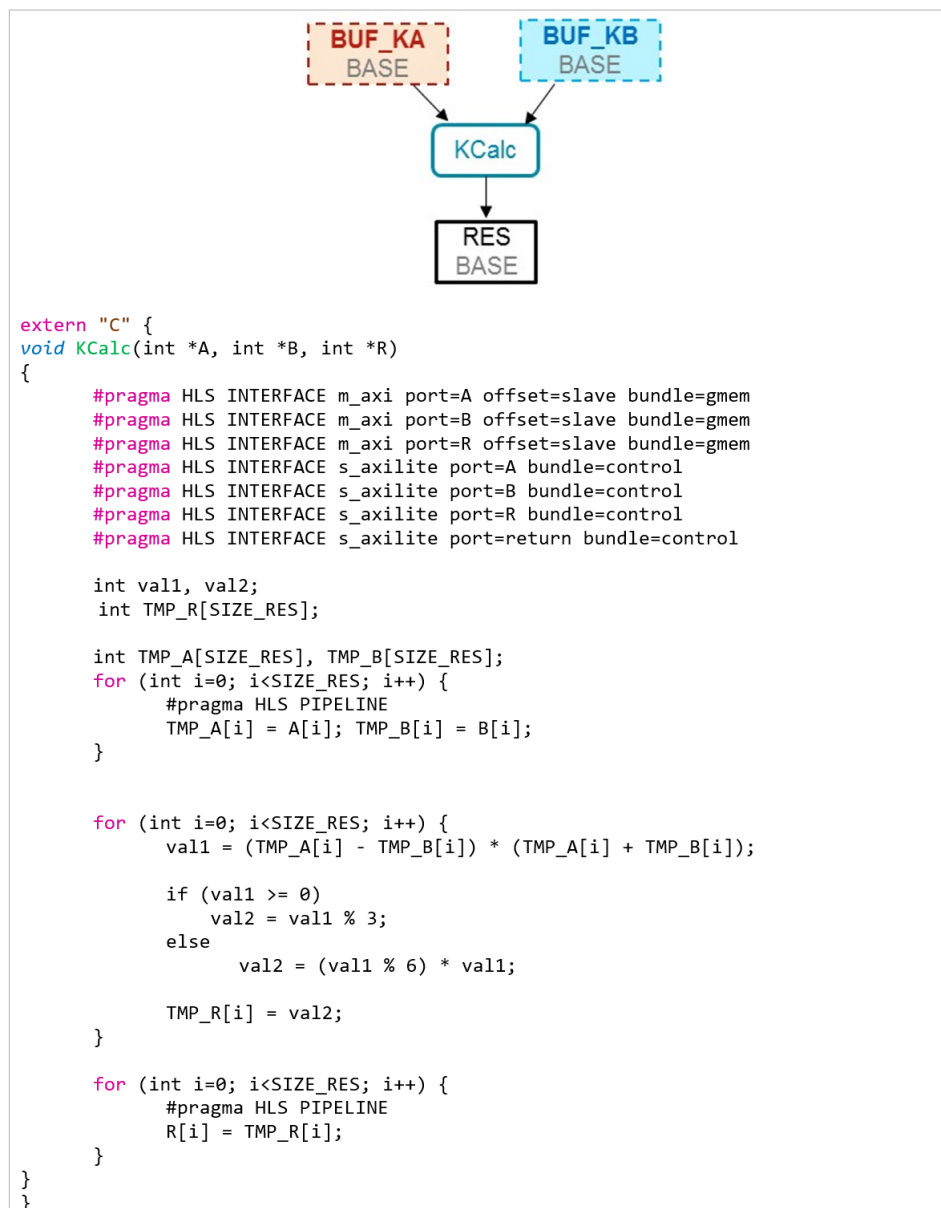 BUF_KA
BASE
BUF_KB
BASE
KCalc
RES
BASE
extern "C" {
void KCalc(int *A, int *B, int *R)
{
#pragma HLS INTERFACE m_axi port=A offset=slave bundle=gmem
#pragma HLS INTERFACE m_axi port=B offset=slave bundle=gmem
#pragma HLS INTERFACE m_axi port=R offset=slave bundle=gmem
#pragma HLS INTERFACE s_axilite port=A bundle=control
#pragma HLS INTERFACE s_axilite port=B bundle=control
#pragma HLS INTERFACE s_axilite port=R bundle=control
#pragma HLS INTERFACE s_axilite port=return bundle=control
int val1, val2;
int TMP_R[SIZE_RES];
int TMP_A[SIZE_RES], TMP_B[SIZE_RES];
for (int i=0; i<SIZE_RES; i++) {
#pragma HLS PIPELINE
TMP_A[i] = A[i]; TMP_B[i] = B[i];
}
for (int i=0; i<SIZE_RES; i++) {
val1 = (TMP_A[i] - TMP_B[i]) * (TMP_A[i] + TMP_B[i]);
if (val1 >= 0)
val2 = val1 % 3;
else
val2 = (val1 % 6) * val1;
TMP_R[i] = val2;
}
for (int i=0; i<SIZE_RES; i++) {
#pragma HLS PIPELINE
R[i] = TMP_R[i];
}
}
}